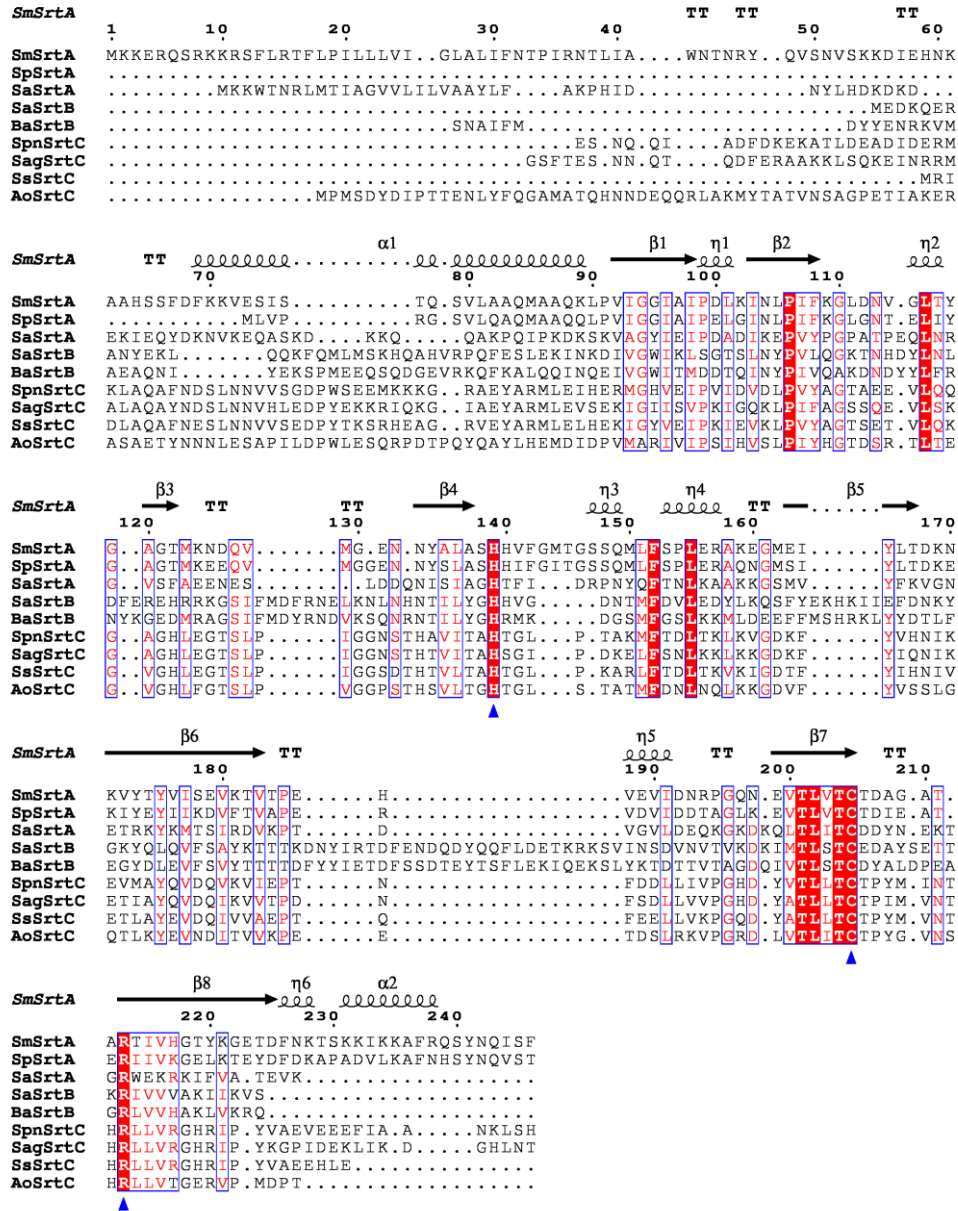 SmSrtA TT TT TT
1 10 20 30 40 50 60
SmSrtA MKKERQSRKKRSFLRTFLPILLLVI.GLALIFNTPIRNTLIA...WNTNRY.QVSNVSKKDIEHNK
SpSrtA .................................................................
SaSrtA .........MKKWTNRLMTIAGVVLILVAAYLF....AKPHID............NYLHDKDKD...
SaSrtB ............................................................MEDKQER
BaSrtB ............................SNAIFM........................DYYENRKVM
SpnSrtC ......................................ES.NQ.QI...ADFDKEKATLDEADIDERM
SagSrtC ..................................GSFTES.NN.QT...QDFERAAKKLSQKEINRRM
SsSrtC ................................................................MRI
AoSrtC .................MPMSDYDIPTTENLYFQGAMATQHNNDEQQRLAKMYTATVNSAGPETIAKER
SmSrtA TT α1 β1 η1 β2 η2
70 80 90 100 110
SmSrtA AAHSSFDFKKVESIS..........TQ.SVLAAQMAAQKLPVIGGIAIPDLKINLPIFKGLDNV.GLTY
SpSrtA ...........MLVP..........RG.SVLQAQMAAQQLPVIGGIAIPELGINLPIFKGLGNT.ELIY
SaSrtA EKIEQYDKNVKEQASKD....KKQ....QAKPQIPKDKSKVAGYIEIPDADIKEPVYPGPATPEQLNR
SaSrtB ANYEKL.......QQKFQMLMSKHQAHVRPQFESLEKINKDIVGWIKLSGTSLNYPVLQGKTNHDYLNL
BaSrtB AEAQNI.......YEKSPMEEQSQDGEVRKQFKALQQINQEIVGWITMDDTQINYPIVQAKDNDYYLFR
SpnSrtC KLAQAFNDSLNNVVSGDPWSEEMKKKG..RAEYARMLEIHERMGHVEIPVIDVDLPVYAGTAEE.VLQQ
SagSrtC ALAQAYNDSLNNVHLEDPYEKKRIQKG..IAEYARMLEVSEKIGIISVPKIGQKLPIFAGSSQE.VLSK
SsSrtC DLAQAFNESLNNVVSEDPYTKSRHEAG..RVEYARMLELHEKIGYVEIPKIEVKLPVYAGTSET.VLQK
AoSrtC ASAETYNNNLESAPILDPWLESQRPDTPQYQAYLHEMDIDPVMARIVIPSIHVSLPIYHGTDSR.TLTE
SmSrtA β3 TT TT β4 η3 η4 TT β5
120 130 140 150 160 170
SmSrtA G..AGTMKNDQV.....MG.EN.NYALASHHVFGMTGSSQMLFSPLERAKEGMEI.....YLTDKN
SpSrtA G..AGTMKEEQV.....MGGEN.NYSLASHHIFGITGSSQMLFSPLERAQNGMSI.....YLTDKE
SaSrtA G..VSFAEENES......LDDQNISIAGHTFI..DRPNYQFTNLKAAKKGSMV.....YFKVGN
SaSrtB DFEREHRRKGSIFMDFRNELKNLNHNTILYGHHVG.....DNTMFDVLEDYLKQSFYEKHKIIEFDNKY
BaSrtB NYKGEDMRAGSIFMDYRNDVKSQNRNTILYGHRMK.....DGSMFGSLKKMLDEEFFMSHRKLYYDTLF
SpnSrtC G..AGHLEGTSLP.....IGGNSTHAVITAHTGL...P.TAKMFTDLTKLKVGDKF......YVHNIK
SagSrtC G..AGHLEGTSLP.....IGGNSTHTVITAHSGI...P.DKELFSNLKKLKKGDKF......YIQNIK
SsSrtC G..VGHLEGTSLP.....IGGSDTHTVITAHTGL...P.KARLFTDLTKVKIGDTF......YVHNIK
AoSrtC G..VGHLFGTSLP.....VGGPSTHSVLTGHTGL...S.TATMFDNLNQLKKGDVF......YVSSLG
SmSrtA β6 TT η5 TT β7 TT
180 190 200 210
SmSrtA KVYTYVISEVKTVTPE.....H.................VEVIDNRPGQN.EVTLVTCTDAG.AT.
SpSrtA KIYEYIIKDVFTVAPE.....R.................VDVIDDTAGLK.EVTLVTCTDIE.AT.
SaSrtA ETRKYKMTSIRDVKPT.....D.................VGVLDEQKGKDKQLTLITCDDYN.EKT
SaSrtB GKYQLQVFSAYKTTTKDNYIRTDFENDQDYQQFLDETKRKSVINSDVNVTVKDKIMTLSTCEDAYSETT
BaSrtB EGYDLEVFSVYTTTTDFYYIETDFSSDTEYTSFLEKIQEKSLYKTDTTVTAGDQIVTLSTCDYALDPEA
SpnSrtC EVMAYQVDQVKVIEPT.....N.................FDDLLIVPGHD.YVTLLTCTPYM.INT
SagSrtC ETIAYQVDQIKVVTPD.....N.................FSDLLVVPGHD.YATLLTCTPIM.VNT
SsSrtC ETLAYEVDQIVVAEPT.....Q.................FEELLVKPGQD.YATLLTCTPYM.VNT
AoSrtC QTLKYEVNDITVVKPE.....E.................TDSLRKVPGRD.LVTLITCTPYG.VNS
SmSrtA β8 η6 α2
220 230 240
SmSrtA ARTIVHGTYKGETDFNKTSKKIKKAFRQSYNQISF
SpSrtA ERIIVKGELKTEYDFDKAPADVLKAFNHSYNQVST
SaSrtA GRWEKRKIFVA.TEVK...................
SaSrtB KRIVVVAKIIKVS......................
BaSrtB GRLVVHAKLVKRQ......................
SpnSrtC HRLLVRGHRIP.YVAEVEEEFIA.A.....NKLSH
SagSrtC HRLLVRGHRIP.YKGPIDEKLIK.D.....GHLNT
SsSrtC HRLLVRGHRIP.YVAEEHLE...............
AoSrtC HRLLVTGERVP.MDPT...................